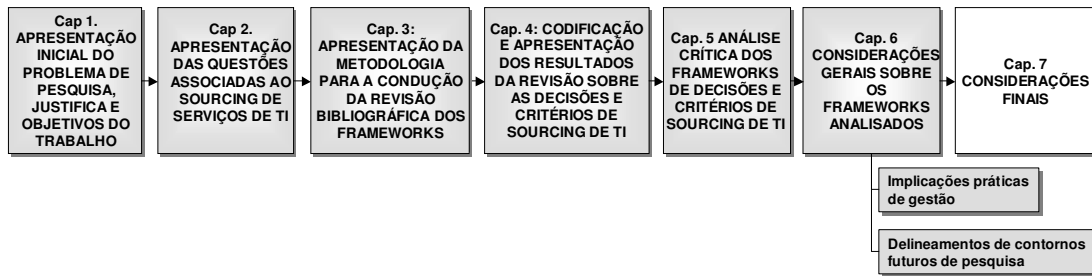 Cap 1.
APRESENTAÇÃO
INICIAL DO
PROBLEMA DE
PESQUISA,
JUSTIFICA E
OBJETIVOS DO
TRABALHO
Cap 2.
APRESENTAÇÃO
DAS QUESTÕES
ASSOCIADAS AO
SOURCING DE
SERVIÇOS DE TI
Cap. 3:
APRESENTAÇÃO DA
METODOLOGIA
PARA A CONDUÇÃO
DA REVISÃO
BIBLIOGRÁFICA DOS
FRAMEWORKS
Cap. 4: CODIFICAÇÃO
E APRESENTAÇÃO
DOS RESULTADOS
DA REVISÃO SOBRE
AS DECISÕES E
CRITÉRIOS DE
SOURCING DE TI
Cap. 5 ANÁLISE
CRÍTICA DOS
FRAMEWORKS
DE DECISÕES E
CRITÉRIOS DE
SOURCING DE TI
Cap. 6
CONSIDERAÇÕES
GERAIS SOBRE
OS
FRAMEWORKS
ANALISADOS
Cap. 7
CONSIDERAÇÕES
FINAIS
Implicações práticas
de gestão
Delineamentos de contornos
futuros de pesquisa